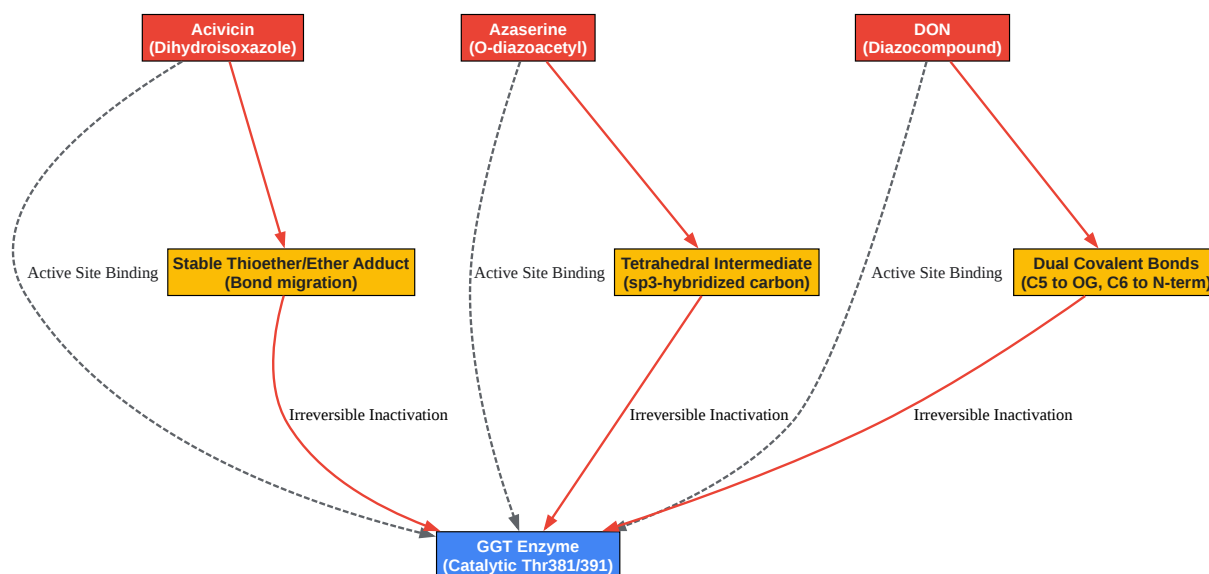 Acivicin
(Dihydroisoxazole)
Azaserine
(O-diazoacetyl)
DON
(Diazocompound)
Active Site Binding
Stable Thioether/Ether Adduct
(Bond migration)
Active Site Binding
Tetrahedral Intermediate
(sp3-hybridized carbon)
Active Site Binding
Dual Covalent Bonds
(C5 to OG, C6 to N-term)
Irreversible Inactivation
Irreversible Inactivation
Irreversible Inactivation
GGT Enzyme
(Catalytic Thr381/391)